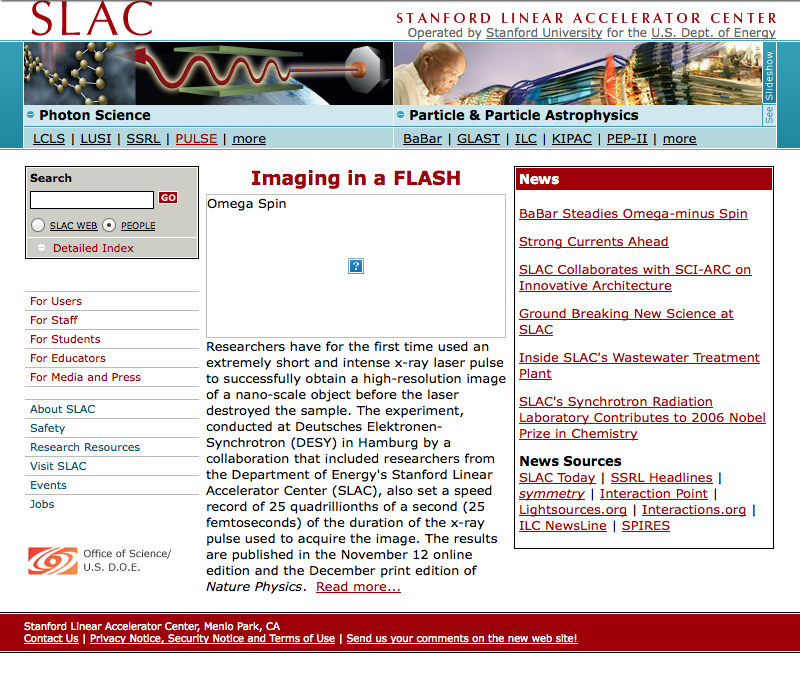 SLAC
STANFORD LINEAR ACCELERATOR CENTER
Operated by Stanford University for the U.S. Dept. of Energy
See Slideshow
Photon Science
LCLS | LUSI | SSRL | PULSE | more
Particle & Particle Astrophysics
BaBar | GLAST | ILC | KIPAC | PEP-II | more
Search
GO
SLAC WEB PEOPLE
Detailed Index
For Users
For Staff
For Students
For Educators
For Media and Press
About SLAC
Safety
Research Resources
Visit SLAC
Events
Jobs
Office of Science/
U.S. D.O.E.
Imaging in a FLASH
Omega Spin
?
Researchers have for the first time used an
extremely short and intense x-ray laser pulse
to successfully obtain a high-resolution image
of a nano-scale object before the laser
destroyed the sample. The experiment,
conducted at Deutsches Elektronen-
Synchrotron (DESY) in Hamburg by a
collaboration that included researchers from
the Department of Energy's Stanford Linear
Accelerator Center (SLAC), also set a speed
record of 25 quadrillionths of a second (25
femtoseconds) of the duration of the x-ray
pulse used to acquire the image. The results
are published in the November 12 online
edition and the December print edition of
Nature Physics. Read more...
News
BaBar Steadies Omega-minus Spin
Strong Currents Ahead
SLAC Collaborates with SCI-ARC on
Innovative Architecture
Ground Breaking New Science at
SLAC
Inside SLAC's Wastewater Treatment
Plant
SLAC's Synchrotron Radiation
Laboratory Contributes to 2006 Nobel
Prize in Chemistry
News Sources
SLAC Today | SSRL Headlines |
symmetry | Interaction Point |
Lightsources.org | Interactions.org |
ILC NewsLine | SPIRES
Stanford Linear Accelerator Center, Menlo Park, CA
Contact Us | Privacy Notice, Security Notice and Terms of Use | Send us your comments on the new web site!